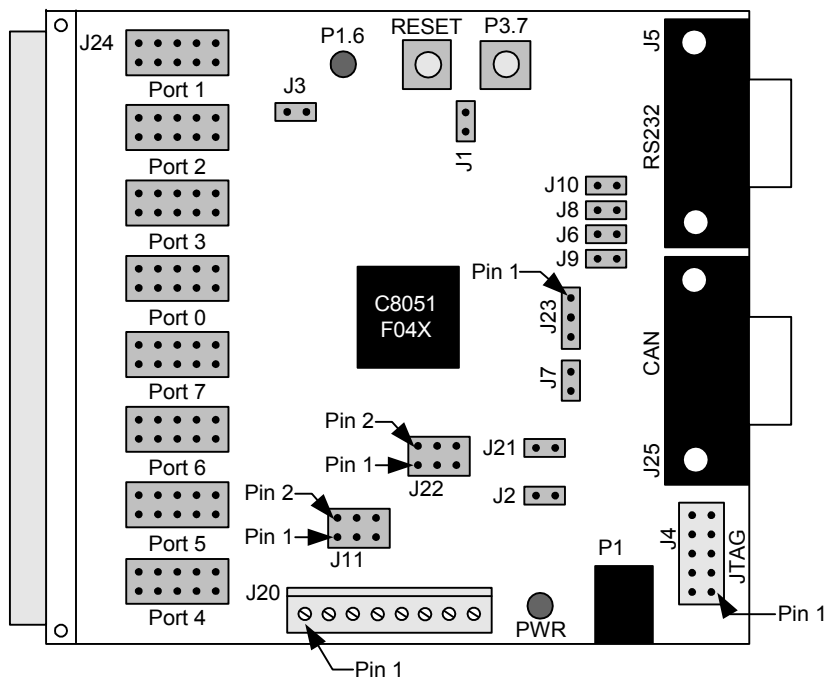 J24
Port 1
Port 2
Port 3
Port 0
Port 7
Port 6
Port 5
Port 4
P1.6
RESET
P3.7
J3
J1
J5
RS232
J10
J8
J6
J9
Pin 1
J23
J7
C8051
F04X
CAN
J25
Pin 2
Pin 1
J22
J21
J2
Pin 2
Pin 1
J11
J20
Pin 1
PWR
P1
J4
JTAG
Pin 1